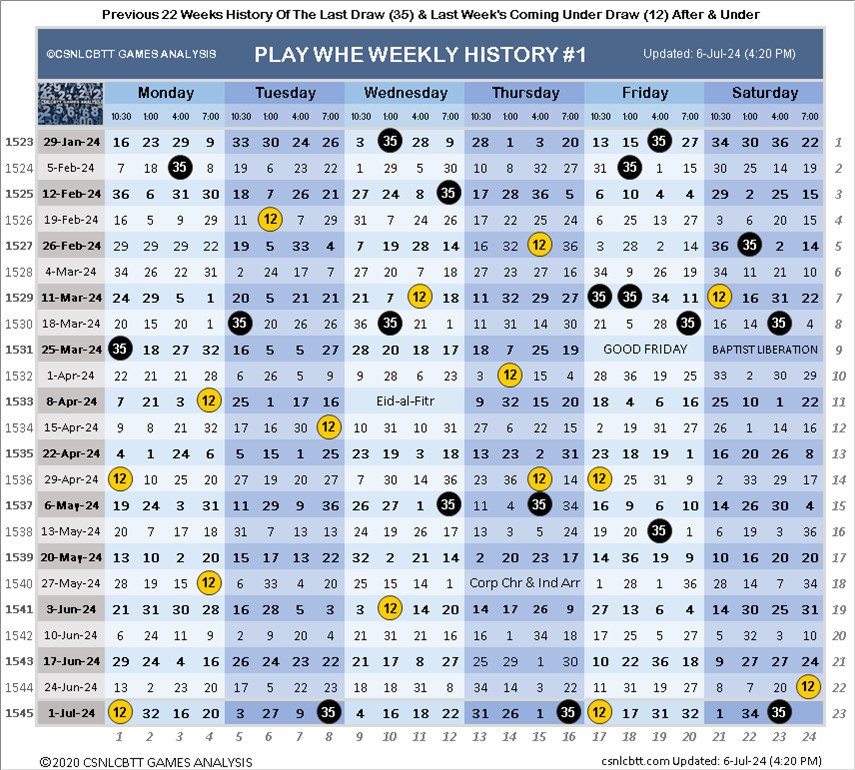 Previous 22 Weeks History Of The Last Draw (35) & Last Week's Coming Under Draw (12) After & Under
©CSNLCBTT GAMES ANALYSIS PLAY WHE WEEKLY HISTORY #1 Updated: 6-Jul-24 (4:20 PM)
Monday Tuesday Wednesday Thursday Friday Saturday
10:30 1:00 4:00 7:00 10:30 1:00 4:00 7:00 10:30 1:00 4:00 7:00 10:30 1:00 4:00 7:00 10:30 1:00 4:00 7:00 10:30 1:00 4:00 7:00
1523 29-Jan-24 16 23 29 9 33 30 24 26 3 35 28 9 28 1 3 20 13 15 35 27 34 30 36 22 1
1524 5-Feb-24 7 18 35 8 19 6 23 22 1 29 5 30 10 8 32 27 31 35 1 15 30 25 14 19 2
1525 12-Feb-24 36 6 31 30 18 7 26 21 27 24 8 35 17 28 36 5 6 10 4 4 29 2 25 15 3
1526 19-Feb-24 16 5 9 29 11 12 7 29 31 7 24 26 17 22 25 24 6 25 13 27 3 6 20 15 4
1527 26-Feb-24 29 29 29 22 19 5 33 4 7 19 28 14 16 32 12 36 3 28 2 14 36 35 2 14 5
1528 4-Mar-24 34 26 22 31 2 24 17 7 27 20 7 18 27 23 27 16 34 9 26 19 34 11 21 10 6
1529 11-Mar-24 24 29 5 1 20 5 21 21 21 7 12 18 11 32 29 27 35 35 34 11 12 16 31 22 7
1530 18-Mar-24 20 15 20 1 35 20 26 26 36 35 21 1 11 31 14 30 21 5 28 35 16 14 35 4 8
1531 25-Mar-24 35 18 27 32 16 5 5 27 28 20 18 17 18 7 25 19 GOOD FRIDAY BAPTIST LIBERATION 9
1532 1-Apr-24 22 21 21 28 6 26 5 9 9 28 6 23 3 12 15 4 28 36 19 25 33 2 30 29 10
1533 8-Apr-24 7 21 3 12 25 1 17 16 Eid-al-Fitr 9 32 15 20 18 4 6 16 25 10 1 22 11
1534 15-Apr-24 9 8 21 32 17 16 30 12 10 31 10 31 27 6 22 15 2 19 31 27 26 1 14 16 12
1535 22-Apr-24 4 1 24 6 5 15 1 25 23 19 3 18 13 23 2 31 23 18 19 1 16 20 26 8 13
1536 29-Apr-24 12 10 25 20 27 19 20 27 7 30 14 36 31 15 12 14 12 25 31 9 2 33 29 17 14
1537 6-May-24 19 24 3 31 11 29 9 36 26 27 1 12 11 4 35 34 16 9 6 10 14 26 30 4 15
1538 13-May-24 20 7 17 18 31 17 18 13 24 19 26 17 13 3 5 24 19 20 35 1 6 19 3 36 16
1539 20-May-24 13 10 2 20 15 17 13 22 32 2 21 14 2 20 23 17 14 36 19 9 10 16 20 20 17
1540 27-May-24 28 19 15 12 6 33 4 20 25 15 14 1 Corp Chr & Ind Arr 1 28 1 36 28 14 7 34 18
1541 3-Jun-24 21 31 30 28 16 28 5 3 3 12 14 20 14 17 26 9 27 13 6 4 14 30 25 31 19
1542 10-Jun-24 6 24 11 9 2 9 20 4 21 31 21 16 16 1 34 18 17 25 5 27 5 32 3 10 20
1543 17-Jun-24 29 24 4 16 26 24 23 22 21 17 8 27 25 29 1 30 10 22 36 18 9 27 27 24 21
1544 24-Jun-24 13 2 23 20 17 5 22 23 18 18 31 8 34 14 3 22 11 31 19 27 8 7 20 12 22
1545 1-Jul-24 12 32 16 20 3 27 9 35 4 16 18 22 31 26 1 35 12 17 31 32 1 34 35 23
1 2 3 4 5 6 7 8 9 10 11 12 13 14 15 16 17 18 19 20 21 22 23 24
©2020 CSNLCBTT GAMES ANALYSIS csnlcbtt.com Updated: 6-Jul-24 (4:20 PM)